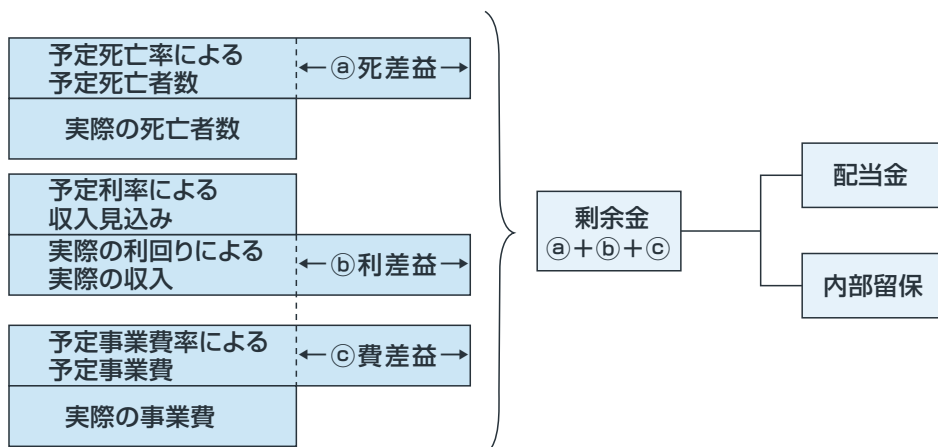 予定死亡率による
予定死亡者数
←ⓐ死差益→
実際の死亡者数
予定利率による
収入見込み
実際の利回りによる
実際の収入
←ⓑ利差益→
予定事業費率による
予定事業費
←ⓒ費差益→
実際の事業費
剰余金
ⓐ＋ⓑ＋ⓒ
配当金
内部留保